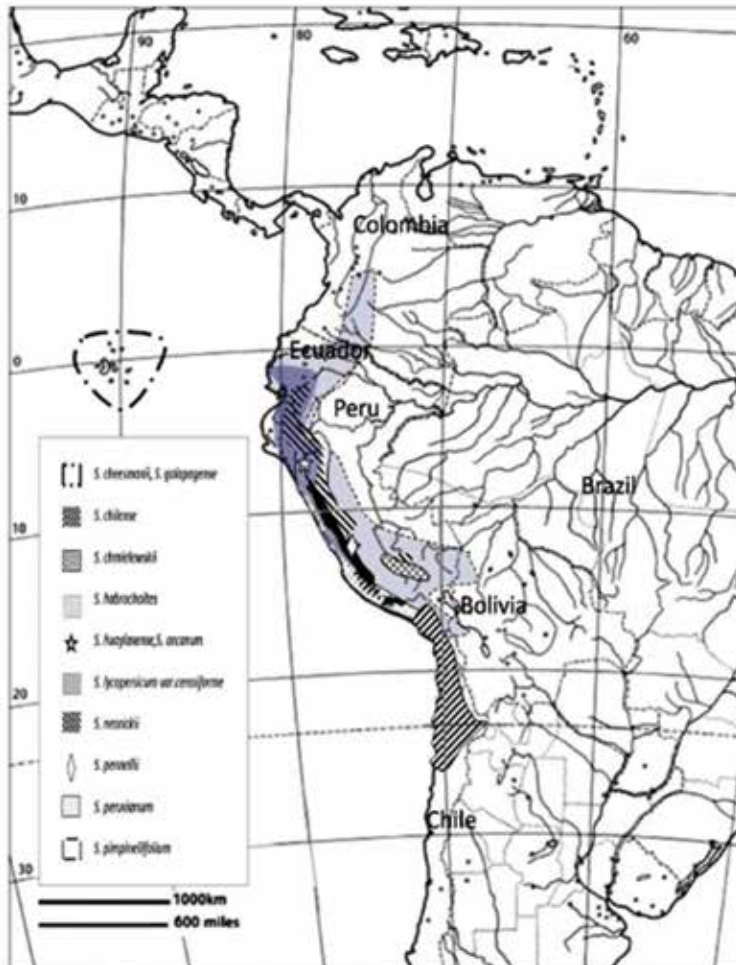 90
80
60
10
Colombia
0
Ecuador
Peru
Brazil
10
Bolivia
20
Chile
30
S. cheesmanii, S. galapagense
S. chilense
S. chmielewskii
S. habrochaites
S. huaylasense, S. arcanum
S. lycopersicum var. cerasiforme
S. neorickii
S. pennellii
S. peruvianum
S. pimpinellifolium
1000km
600 miles